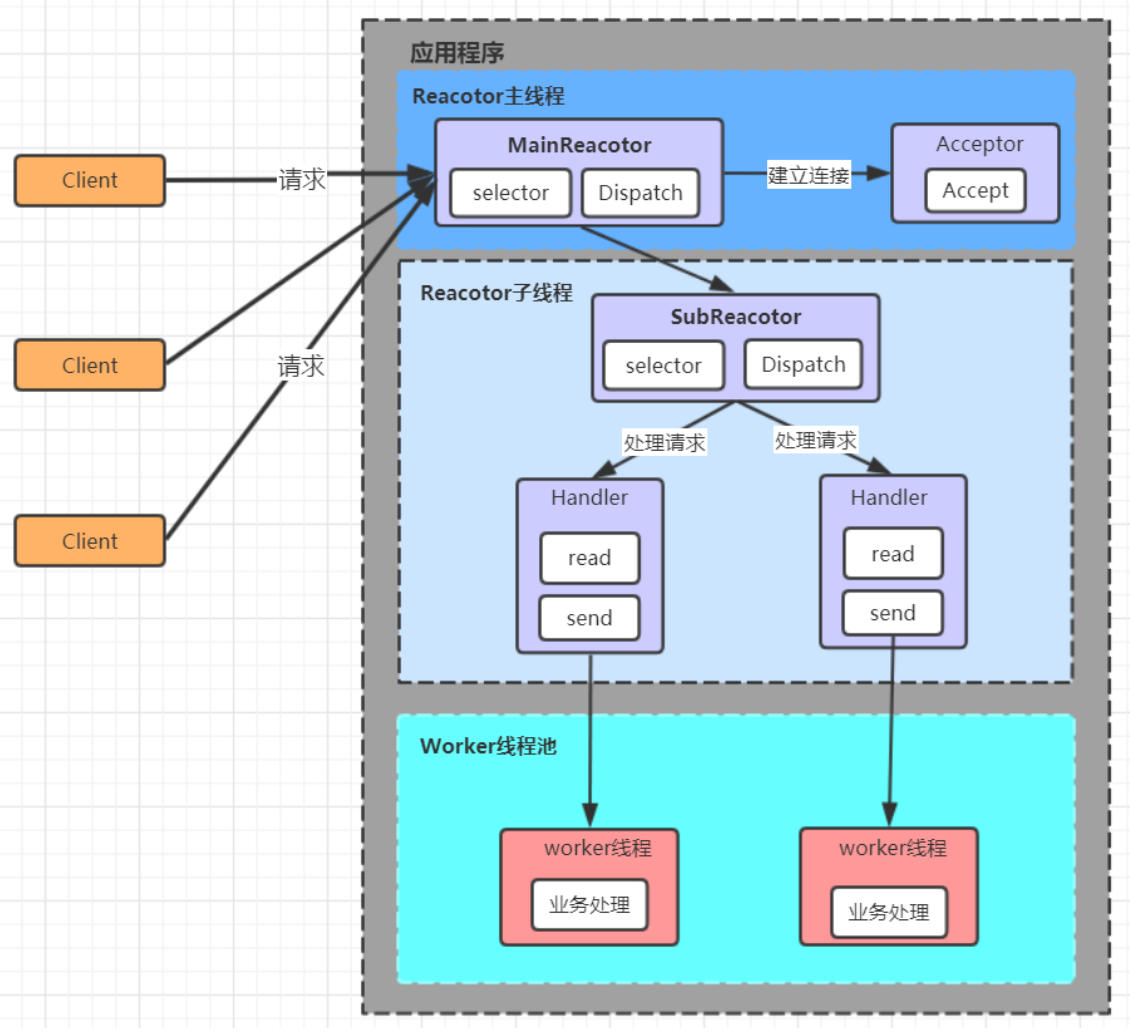 应用程序
Reacotor主线程
MainReacotor
selector
Dispatch
建立连接
Acceptor
Accept
Client
请求
Client
请求
Client
Reacotor子线程
SubReacotor
selector
Dispatch
处理请求
处理请求
Handler
read
send
Handler
read
send
Worker线程池
worker线程
业务处理
worker线程
业务处理